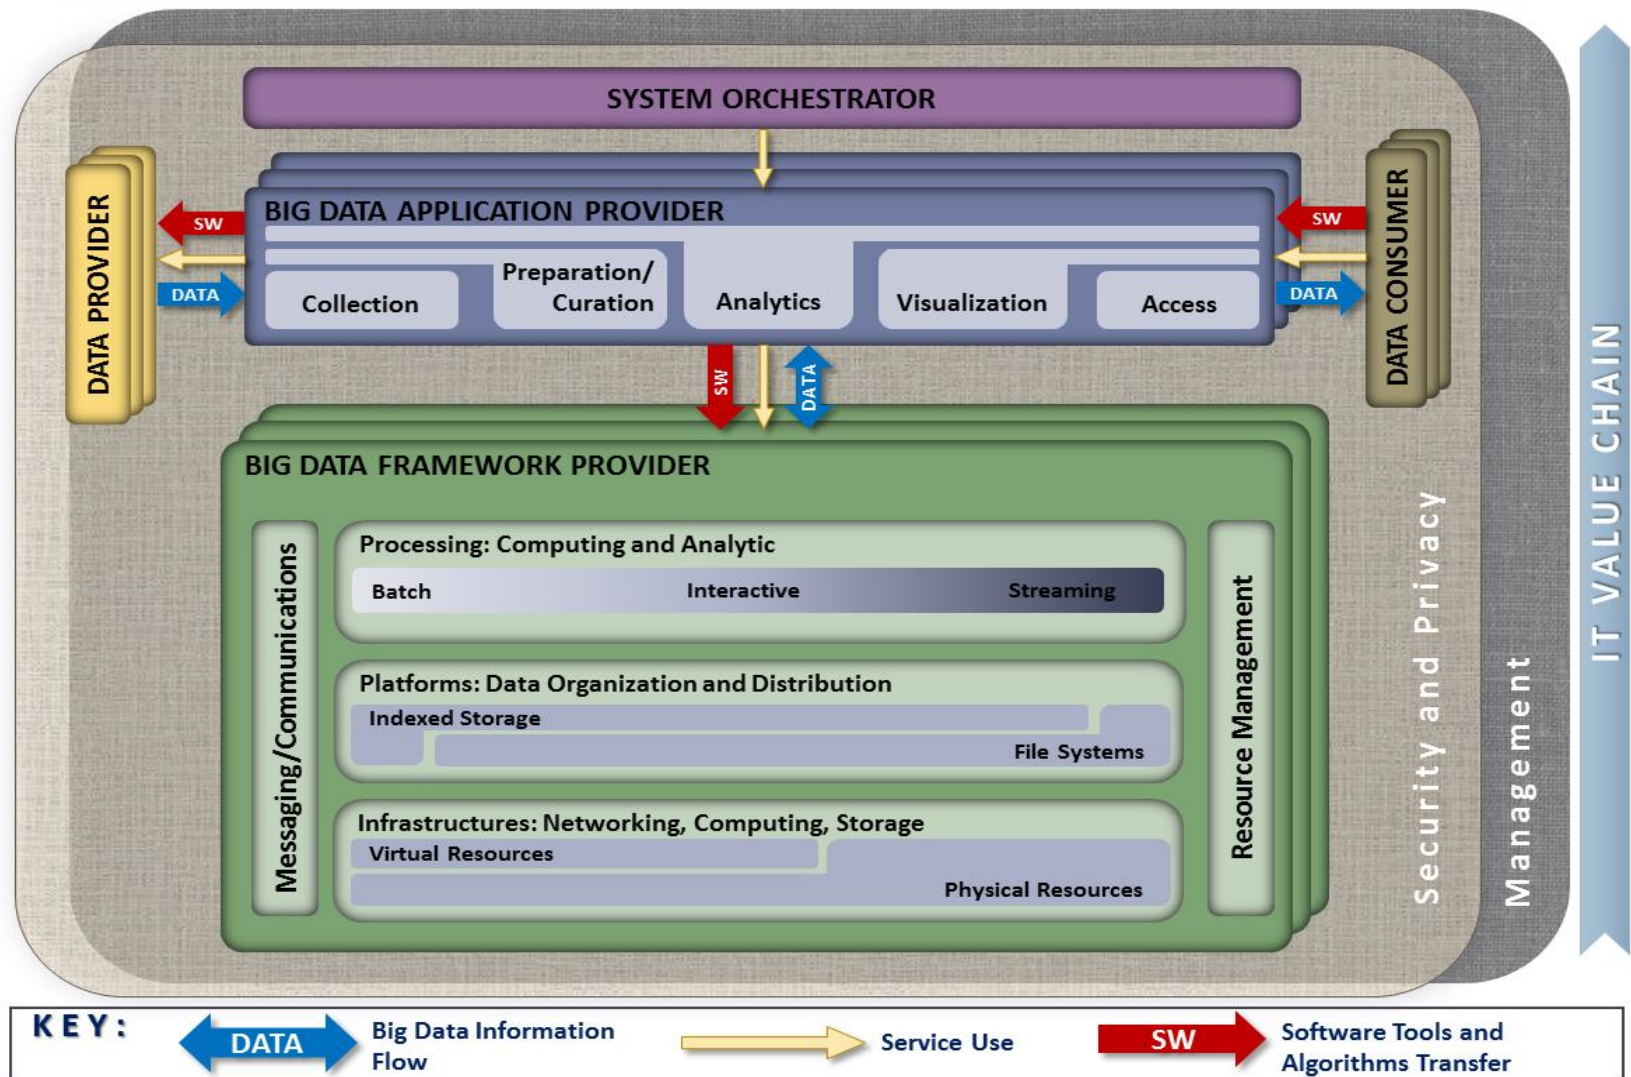 SYSTEM ORCHESTRATOR
DATA PROVIDER
SW
DATA
BIG DATA APPLICATION PROVIDER
Collection
Preparation/
Curation
Analytics
Visualization
Access
SW
DATA
DATA CONSUMER
SW
DATA
BIG DATA FRAMEWORK PROVIDER
Messaging/Communications
Processing: Computing and Analytic
Batch
Interactive
Streaming
Platforms: Data Organization and Distribution
Indexed Storage
File Systems
Infrastructures: Networking, Computing, Storage
Virtual Resources
Physical Resources
Resource Management
Security and Privacy
Management
IT VALUE CHAIN
KEY:
DATA
Big Data Information
Flow
Service Use
SW
Software Tools and
Algorithms Transfer